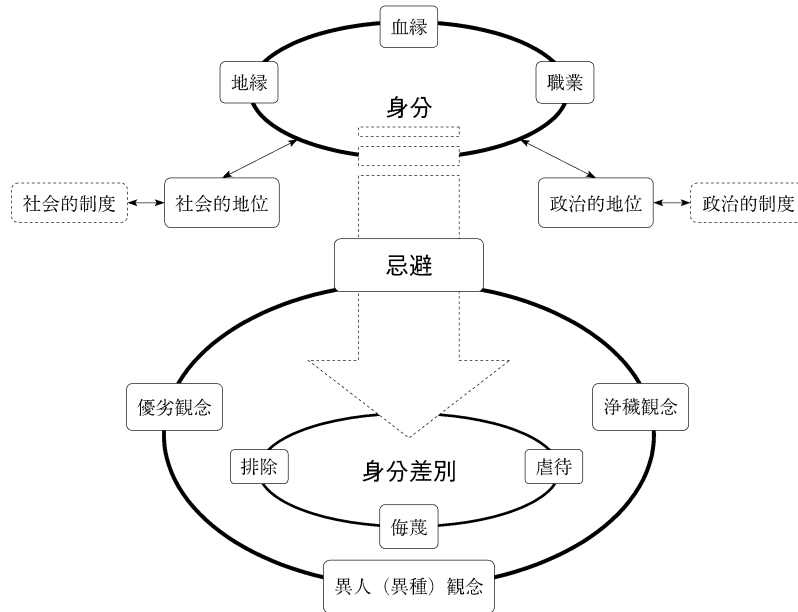 血縁
地縁
職業
身分
社会的制度
社会的地位
政治的地位
政治的制度
忌避
優劣観念
浄穢観念
排除
身分差別
虐待
侮蔑
異人（異種）観念